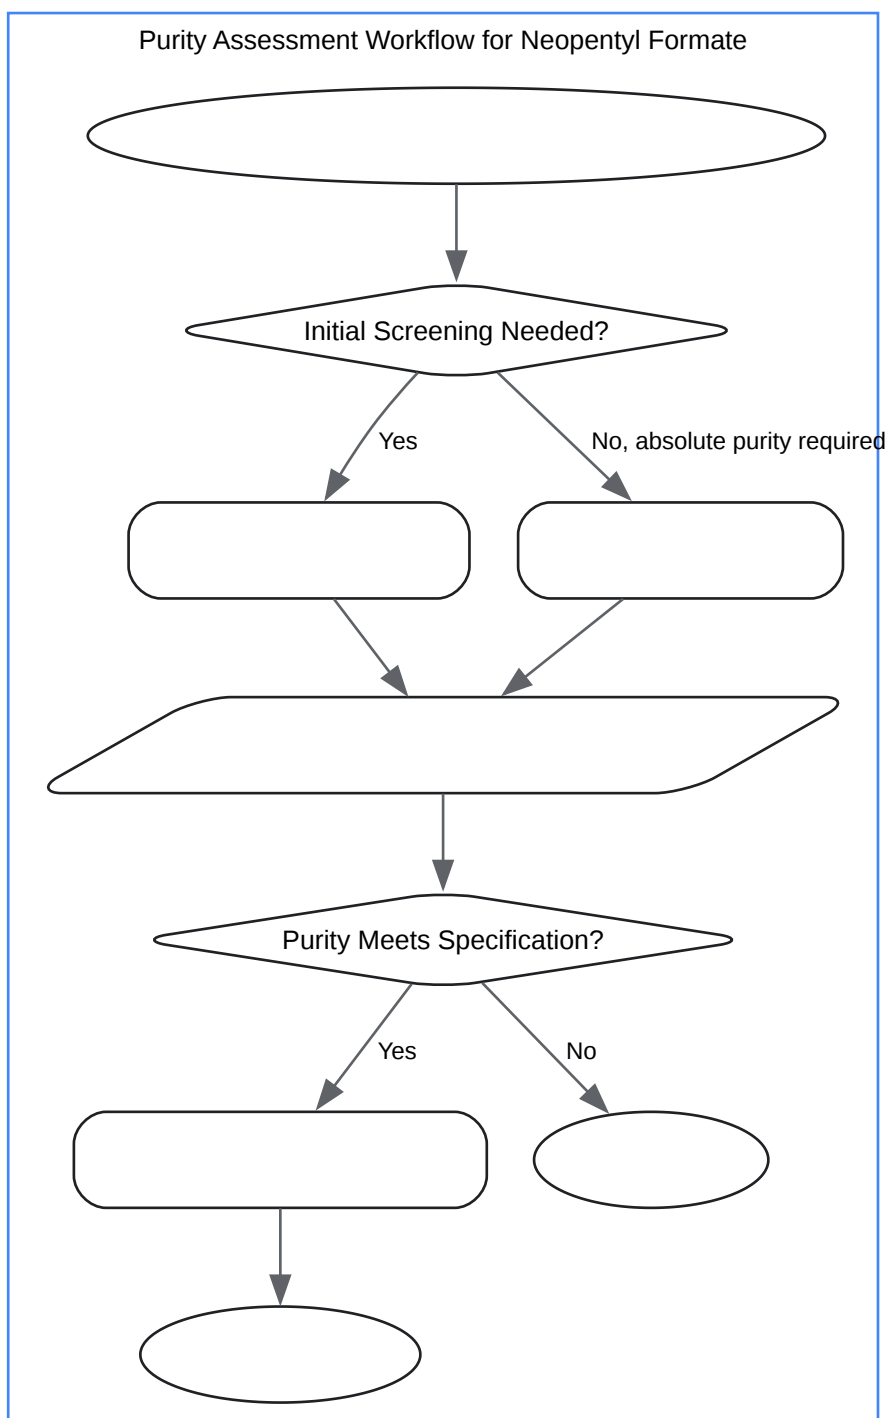 Purity Assessment Workflow for Neopentyl Formate
Initial Screening Needed?
Yes
No, absolute purity required
Purity Meets Specification?
Yes
No